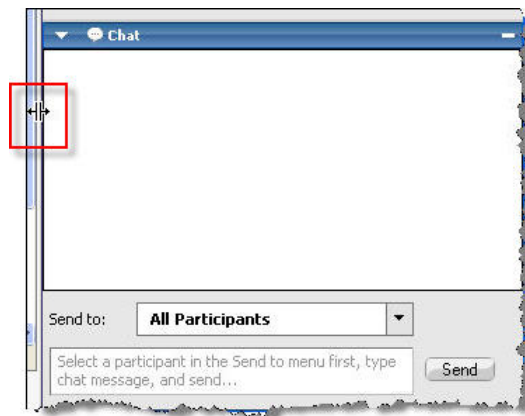 Chat
Send to: All Participants
Select a participant in the Send to menu first, type
chat message, and send...
Send